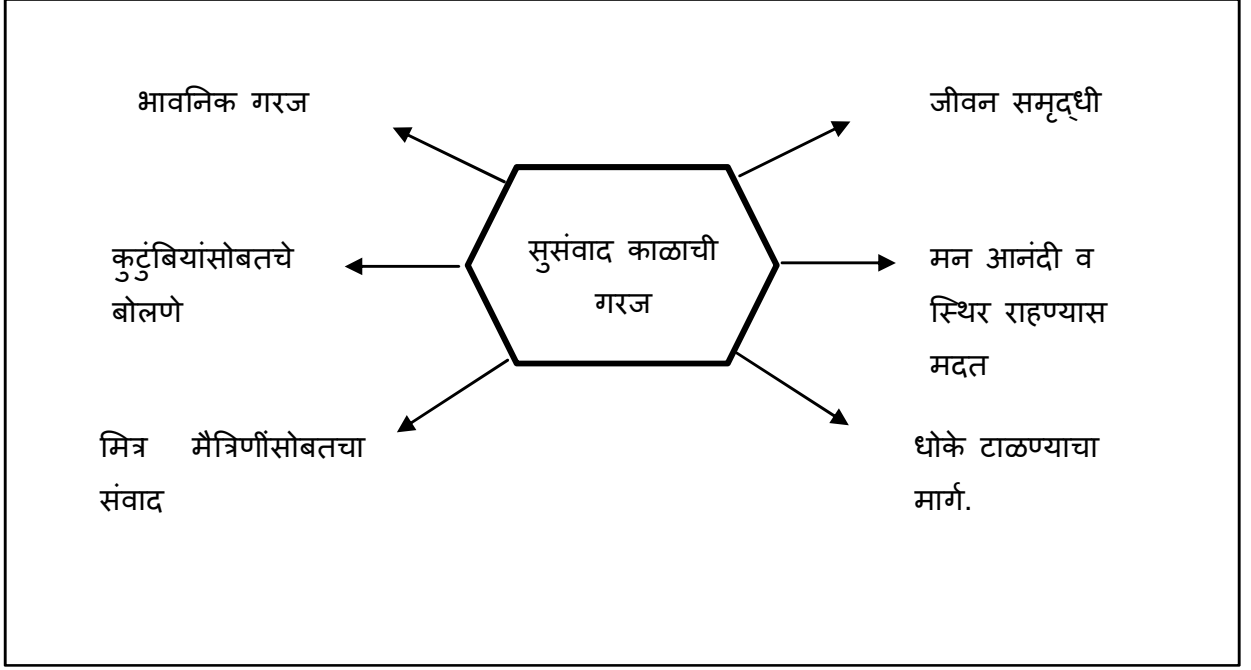 भावनिक गरज
जीवन समृद्धी
कुटुंबियांसोबतचे
बोलणे
सुसंवाद काळाची
गरज
मन आनंदी व
स्थिर राहण्यास
मदत
मित्र मैत्रिणींसोबतचा
संवाद
धोके टाळण्याचा
मार्ग.